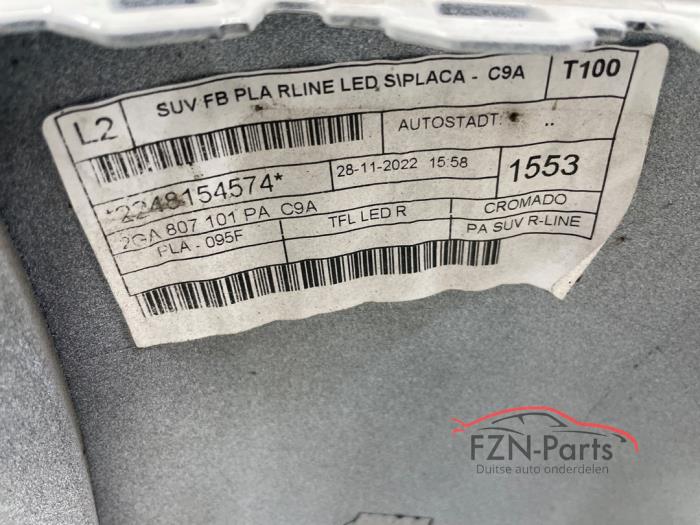 L2
SUV FB PLA RLINE LED, SIPLACA - C9A
T100
AUTOSTADT: ..
*2248154574*
28-11-2022 15:58
1553
2GA 807 101 PA C9A
PLA . 095F
TFL LED R
CROMADO
PA SUV R-LINE
FZN-Parts
Duitse auto onderdelen